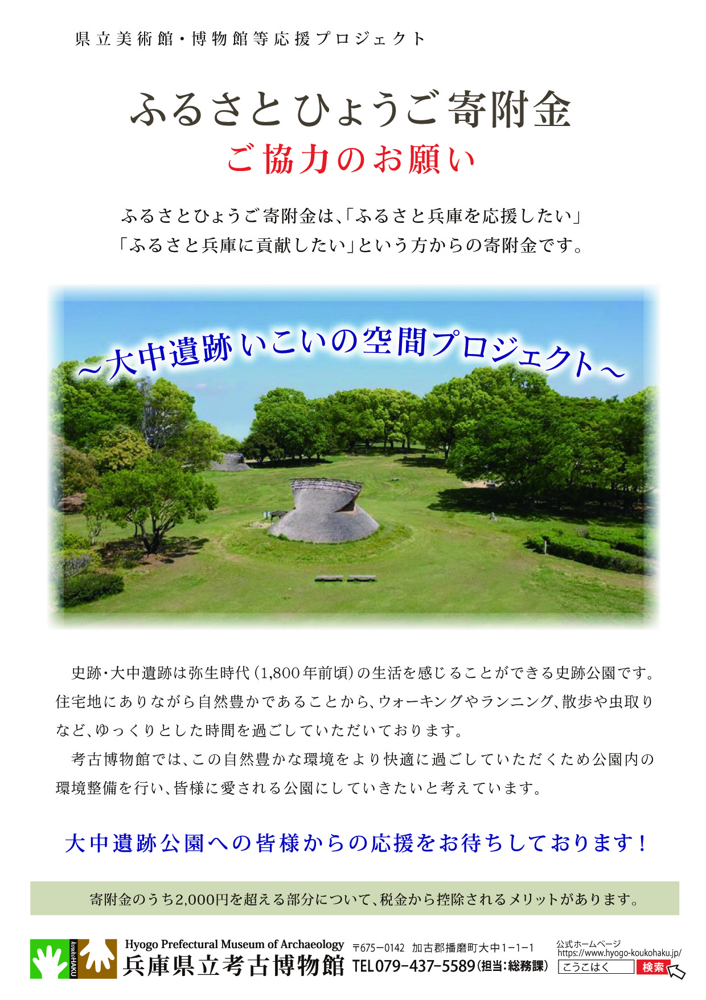 県立美術館・博物館等応援プロジェクト
ふるさとひょうご寄附金
ご協力のお願い
ふるさとひょうご寄附金は、「ふるさと兵庫を応援したい」
「ふるさと兵庫に貢献したい」という方からの寄附金です。
～大中遺跡いこいの空間プロジェクト～
史跡・大中遺跡は弥生時代（1,800年前頃）の生活を感じることができる史跡公園です。
住宅地にありながら自然豊かであることから、ウォーキングやランニング、散歩や虫取り
など、ゆっくりとした時間を過ごしていただいております。
考古博物館では、この自然豊かな環境をより快適に過ごしていただくため公園内の
環境整備を行い、皆様に愛される公園にしていきたいと考えています。
大中遺跡公園への皆様からの応援をお待ちしております！
寄附金のうち2,000円を超える部分について、税金から控除されるメリットがあります。
koukoHAKU
Hyogo Prefectural Museum of Archaeology
兵庫県立考古博物館
〒675−0142 加古郡播磨町大中1−1−1
TEL079−437−5589（担当：総務課）
公式ホームページ
https://www.hyogo-koukohaku.jp/
こうこはく 検索